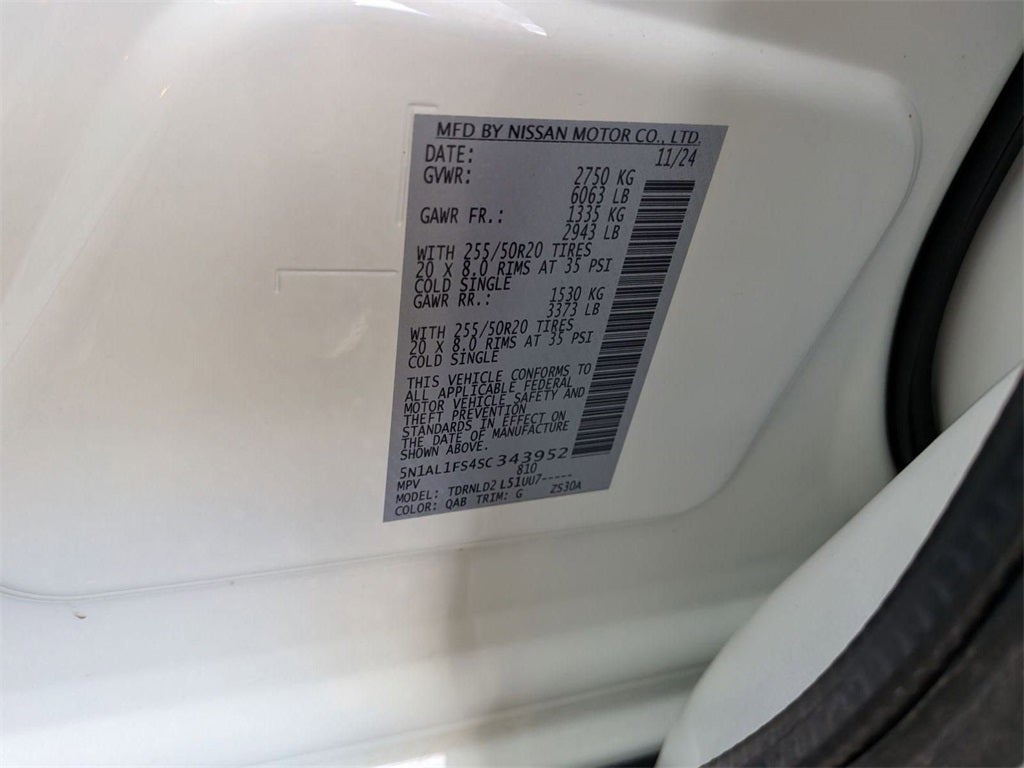 MFD BY NISSAN MOTOR CO., LTD.
DATE: 11/24
GVWR: 2750 KG
6063 LB
GAWR FR.: 1335 KG
2943 LB
WITH 255/50R20 TIRES
20 X 8.0 RIMS AT 35 PSI
COLD SINGLE
GAWR RR.: 1530 KG
3373 LB
WITH 255/50R20 TIRES
20 X 8.0 RIMS AT 35 PSI
COLD SINGLE
THIS VEHICLE CONFORMS TO
ALL APPLICABLE FEDERAL
MOTOR VEHICLE SAFETY AND
THEFT PREVENTION
STANDARDS IN EFFECT ON
THE DATE OF MANUFACTURE
SHOWN ABOVE.
5N1AL1FS4SC343952
MPV 810
MODEL: TDRNLD2 L51UU7-----
COLOR: QAB TRIM: G ZS30A